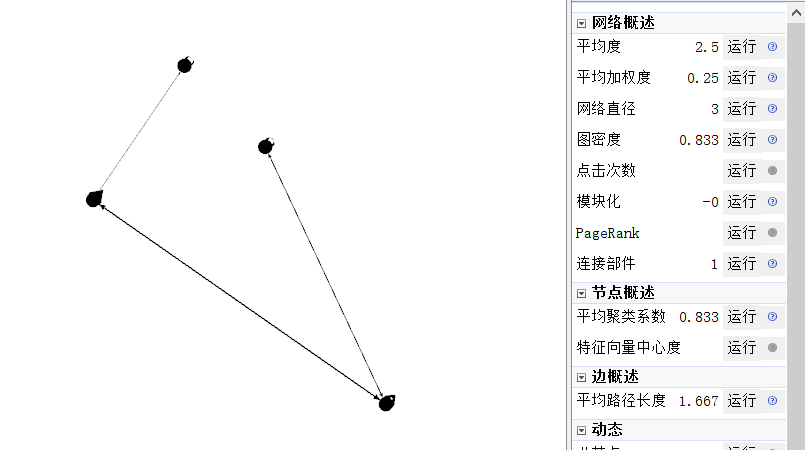 网络概述
平均度 2.5 运行
平均加权度 0.25 运行
网络直径 3 运行
图密度 0.833 运行
点击次数 运行
模块化 -0 运行
PageRank 运行
连接部件 1 运行
节点概述
平均聚类系数 0.833 运行
特征向量中心度 运行
边概述
平均路径长度 1.667 运行
动态